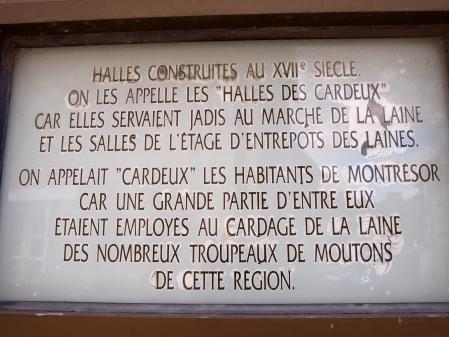 HALLES CONSTRUITES AU XVIIe SIÈCLE.
ON LES APPELLE LES "HALLES DES CARDEUX"
CAR ELLES SERVAIENT JADIS AU MARCHÉ DE LA LAINE
ET LES SALLES DE L'ÉTAGE D'ENTREPOTS DES LAINES.
ON APPELAIT "CARDEUX" LES HABITANTS DE MONTRÉSOR
CAR UNE GRANDE PARTIE D'ENTRE EUX
ÉTAIENT EMPLOYÉS AU CARDAGE DE LA LAINE
DES NOMBREUX TROUPEAUX DE MOUTONS
DE CETTE RÉGION.